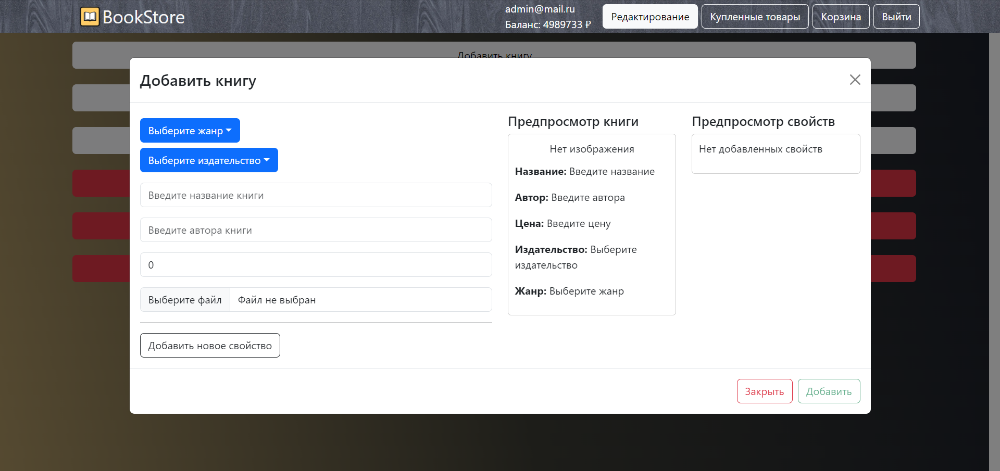 BookStore
admin@mail.ru
Баланс: 4989733 ₽
Редактирование
Купленные товары
Корзина
Выйти
Добавить книгу
Добавить книгу
Выберите жанр
Выберите издательство
Введите название книги
Введите автора книги
0
Выберите файл
Файл не выбран
Добавить новое свойство
Предпросмотр книги
Нет изображения
Название: Введите название
Автор: Введите автора
Цена: Введите цену
Издательство: Выберите
издательство
Жанр: Выберите жанр
Предпросмотр свойств
Нет добавленных свойств
Закрыть
Добавить